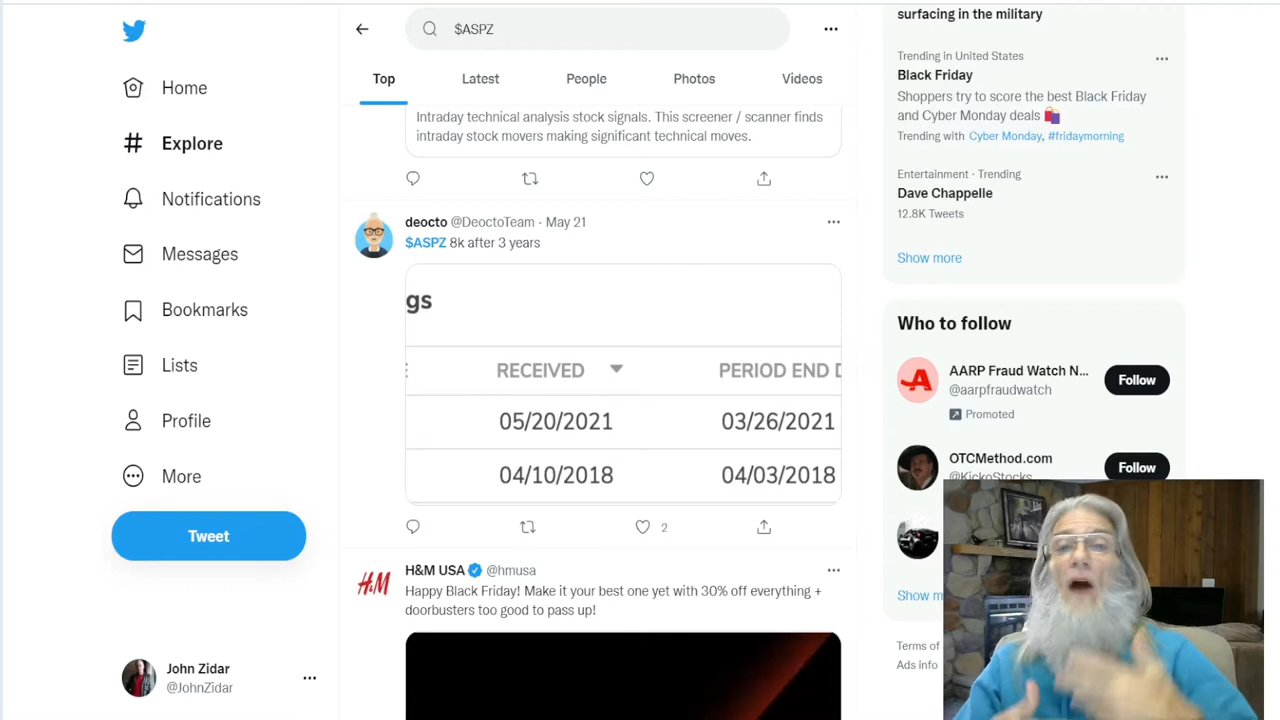 $ASPZ
Top
Latest
People
Photos
Videos
Home
Explore
Notifications
Messages
Bookmarks
Lists
Profile
More
Tweet
John Zidar
@JohnZidar
Intraday technical analysis stock signals. This screener / scanner finds
intraday stock movers making significant technical moves.
deocto @DeoctoTeam · May 21
$ASPZ 8k after 3 years
gs
RECEIVED
PERIOD END D
05/20/2021
03/26/2021
04/10/2018
04/03/2018
2
H&M
H&M USA @hmusa
Happy Black Friday! Make it your best one yet with 30% off everything +
doorbusters too good to pass up!
surfacing in the military
Trending in United States
Black Friday
Shoppers try to score the best Black Friday
and Cyber Monday deals
Trending with Cyber Monday, #fridaymorning
Entertainment · Trending
Dave Chappelle
12.8K Tweets
Show more
Who to follow
AARP Fraud Watch N...
@aarpfraudwatch
Follow
Promoted
OTCMethod.com
@KickoStocks
Follow
Show m
Terms of
Ads info